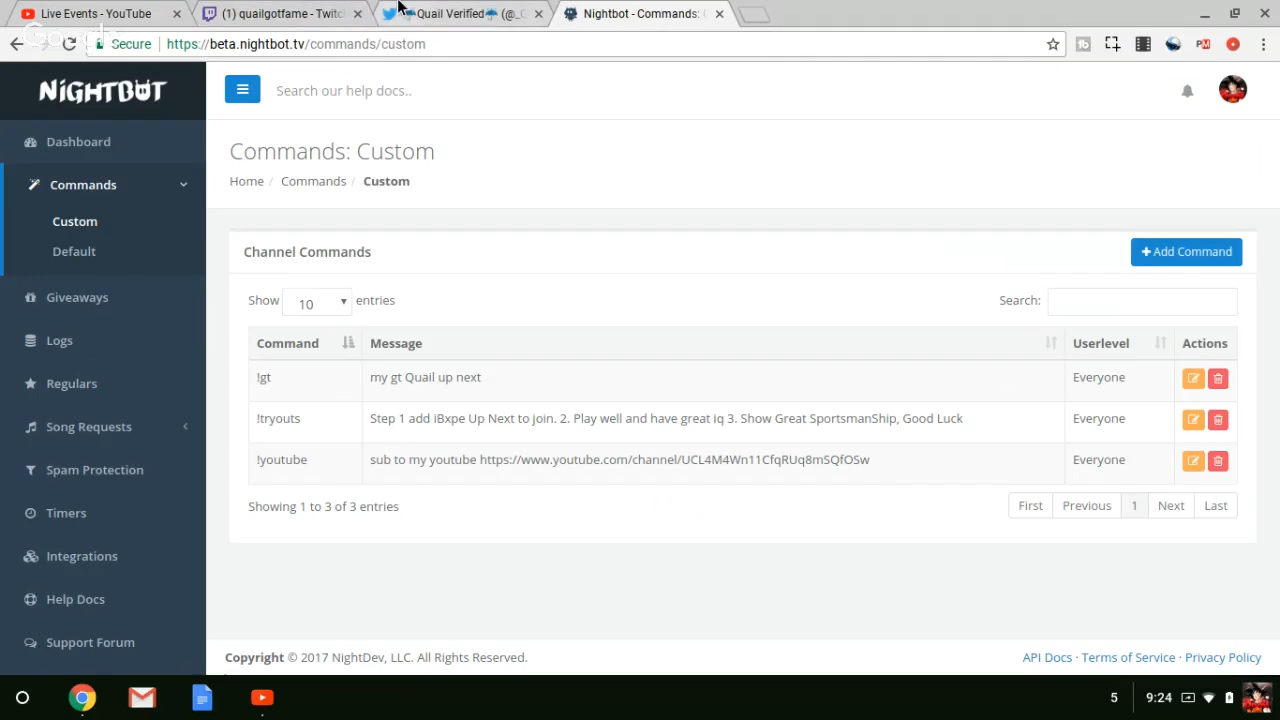 Live Events - YouTube
(1) quailgotfame - Twitch
Quail Verified
Nightbot - Commands:
Google
Secure
https://beta.nightbot.tv/commands/custom
NiGHTBOT
Search our help docs..
Dashboard
Commands
Custom
Default
Giveaways
Logs
Regulars
Song Requests
Spam Protection
Timers
Integrations
Help Docs
Support Forum
Commands: Custom
Home / Commands / Custom
Channel Commands
+ Add Command
Show 10 entries
Search:
Command Message Userlevel Actions
!gt my gt Quail up next Everyone
!tryouts Step 1 add iBxpe Up Next to join. 2. Play well and have great iq 3. Show Great SportsmanShip, Good Luck Everyone
!youtube sub to my youtube https://www.youtube.com/channel/UCL4M4Wn11CfqRUq8mSQfOSw Everyone
Showing 1 to 3 of 3 entries
First Previous 1 Next Last
Copyright © 2017 NightDev, LLC. All Rights Reserved.
API Docs · Terms of Service · Privacy Policy
5 9:24